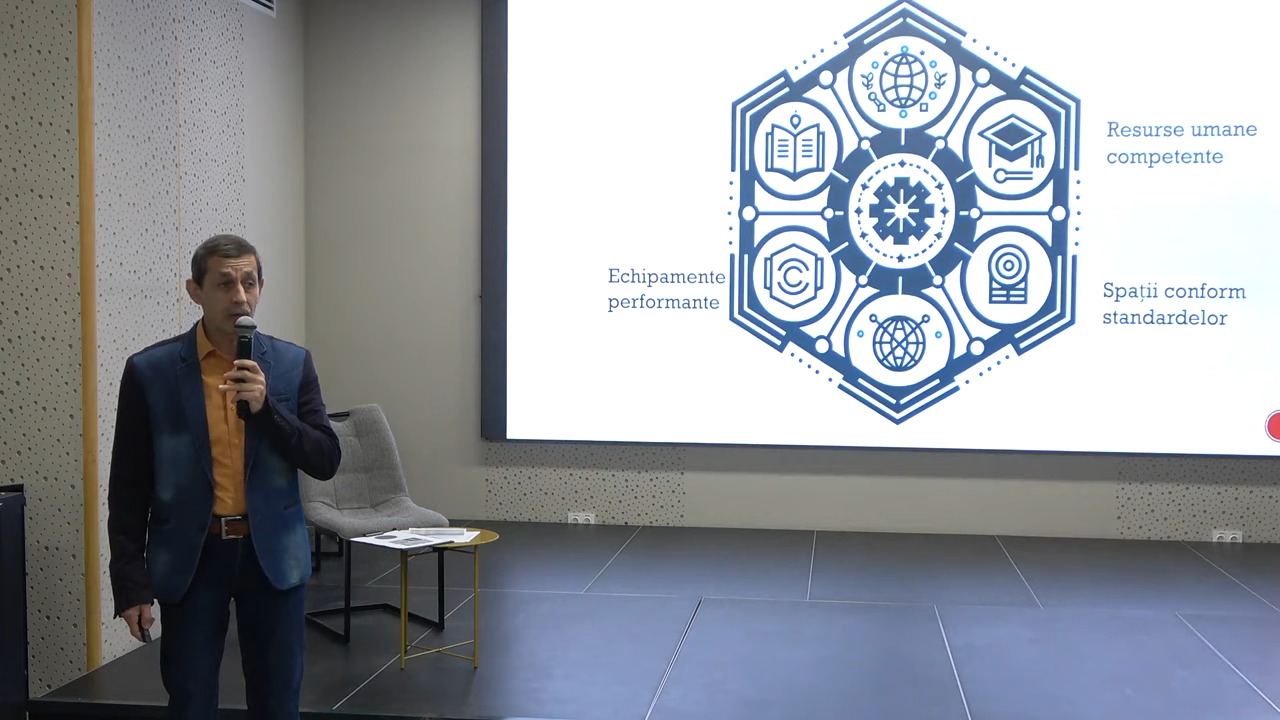 Resurse umane
competente
Echipamente
performante
Spații conform
standardelor